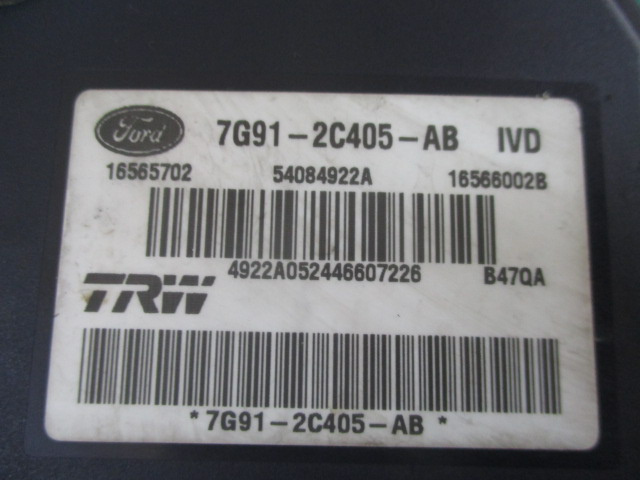 Ford 7G91-2C405-AB IVD
16565702 54084922A 16566002B
4922A052446607226 B47QA
TRW
*7G91-2C405-AB*